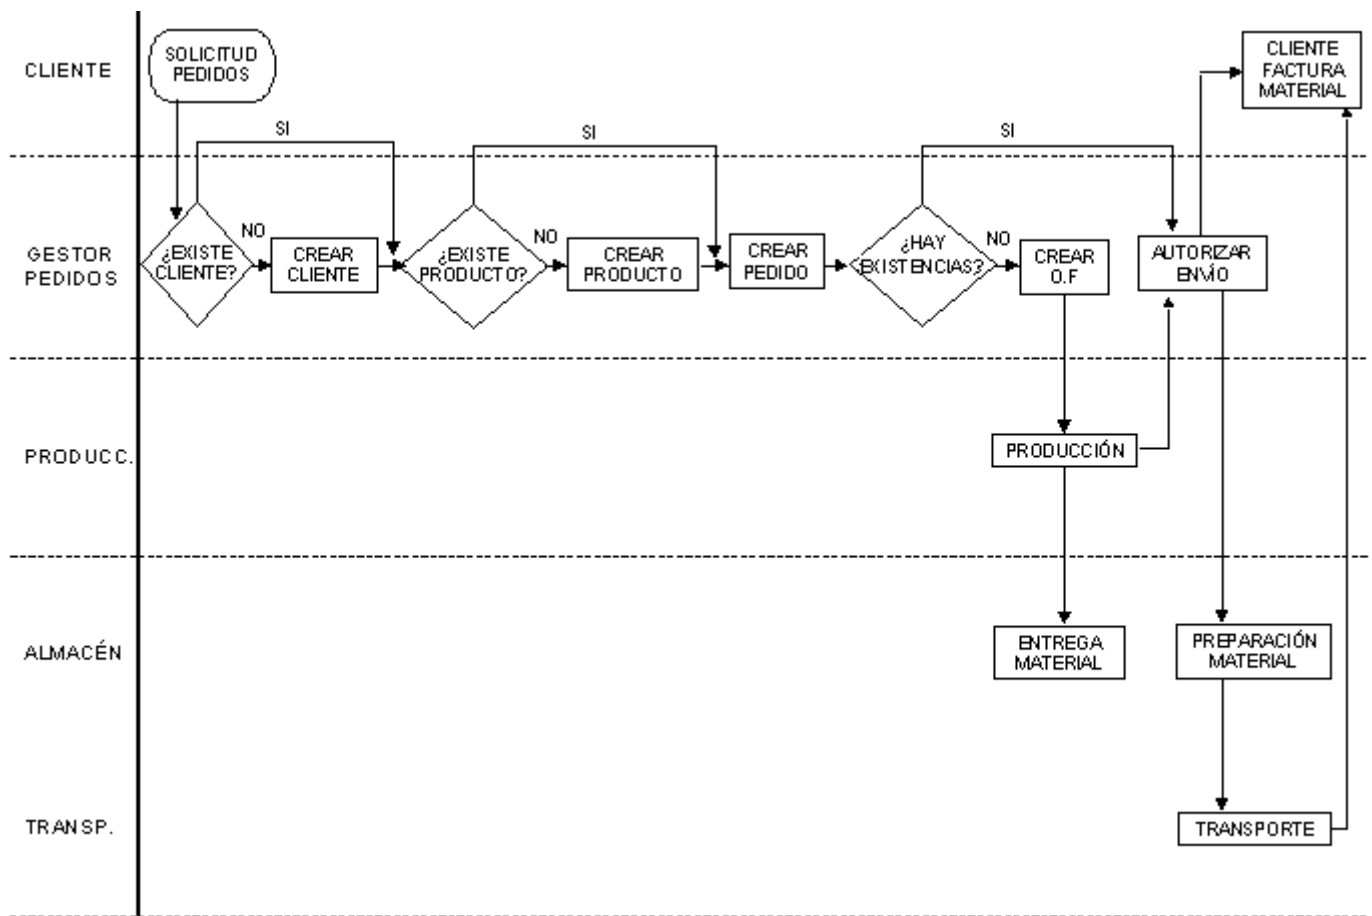 CLIENTE
SOLICITUD
PEDIDOS
CLIENTE
FACTURA
MATERIAL
SI
SI
SI
GESTOR
PEDIDOS
¿EXISTE
CLIENTE?
NO
CREAR
CLIENTE
¿EXISTE
PRODUCTO?
NO
CREAR
PRODUCTO
CREAR
PEDIDO
¿HAY
EXISTENCIAS?
NO
CREAR
O.F
AUTORIZAR
ENVÍO
PRODUCC.
PRODUCCIÓN
ALMACÉN
ENTREGA
MATERIAL
PREPARACIÓN
MATERIAL
TRANSP.
TRANSPORTE